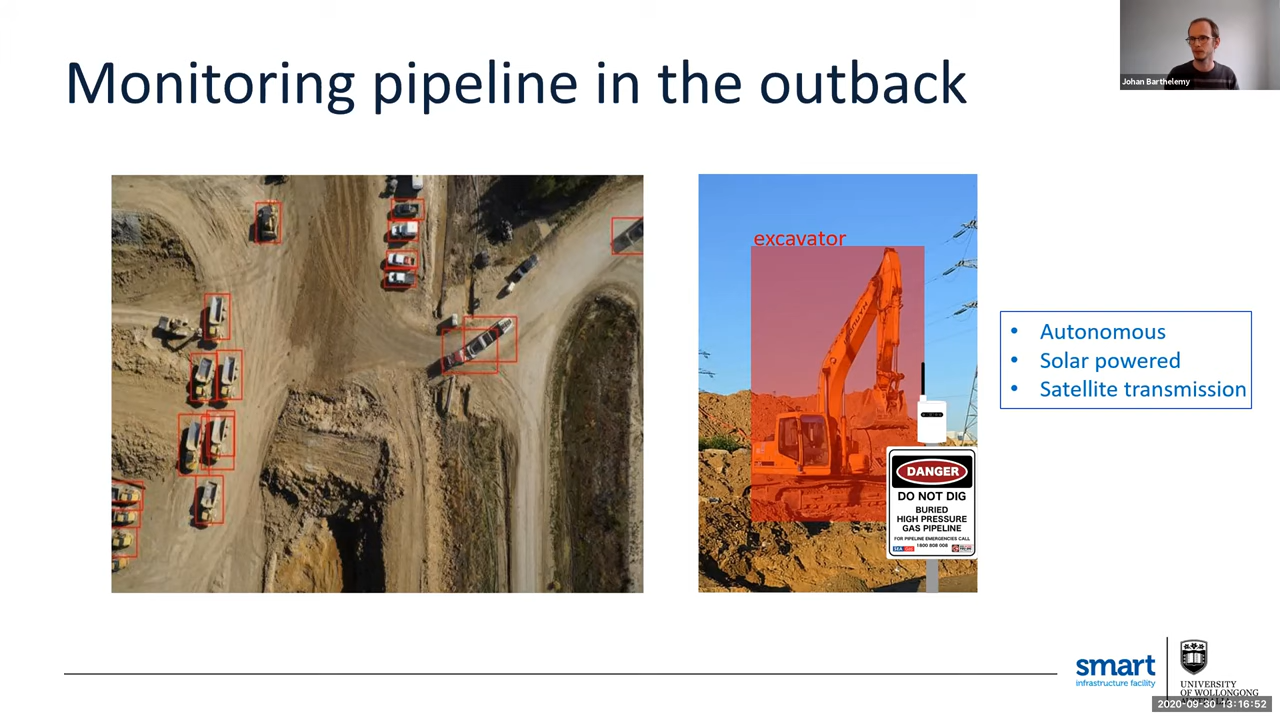 Monitoring pipeline in the outback
Johan Barthelemy
excavator
• Autonomous
• Solar powered
• Satellite transmission
DANGER
DO NOT DIG
BURIED
HIGH PRESSURE
GAS PIPELINE
FOR PIPELINE EMERGENCIES CALL
1800 808 008
smart
infrastructure facility
UNIVERSITY
OF WOLLONGONG
AUSTRALIA
2020-09-30 13:16:52